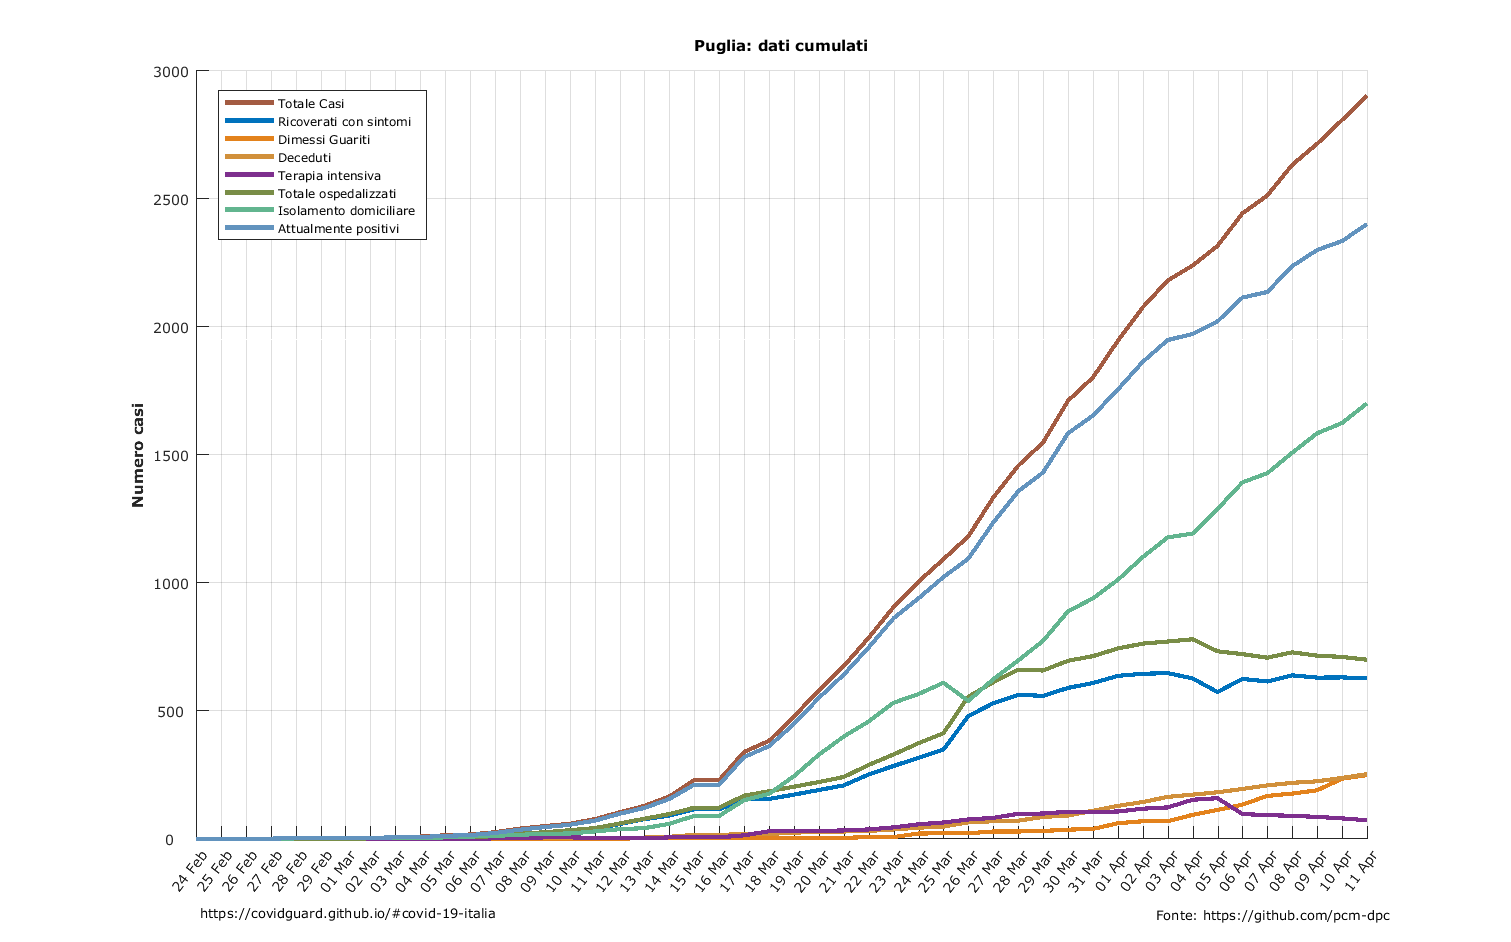 Puglia: dati cumulati
3000
2500
2000
1500
1000
500
0
Numero casi
Totale Casi
Ricoverati con sintomi
Dimessi Guariti
Deceduti
Terapia intensiva
Totale ospedalizzati
Isolamento domiciliare
Attualmente positivi
24 Feb
25 Feb
26 Feb
27 Feb
28 Feb
29 Feb
01 Mar
02 Mar
03 Mar
04 Mar
05 Mar
06 Mar
07 Mar
08 Mar
09 Mar
10 Mar
11 Mar
12 Mar
13 Mar
14 Mar
15 Mar
16 Mar
17 Mar
18 Mar
19 Mar
20 Mar
21 Mar
22 Mar
23 Mar
24 Mar
25 Mar
26 Mar
27 Mar
28 Mar
29 Mar
30 Mar
31 Mar
01 Apr
02 Apr
03 Apr
04 Apr
05 Apr
06 Apr
07 Apr
08 Apr
09 Apr
10 Apr
11 Apr
https://covidguard.github.io/#covid-19-italia
Fonte: https://github.com/pcm-dpc